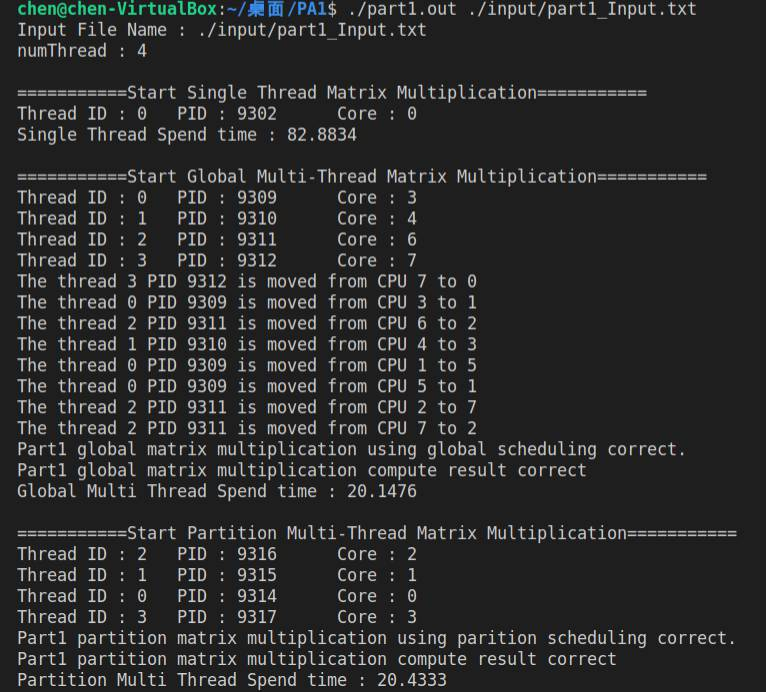 chen@chen-VirtualBox:~/桌面/PA1$ ./part1.out ./input/part1_Input.txt
Input File Name : ./input/part1_Input.txt
numThread : 4
===========Start Single Thread Matrix Multiplication===========
Thread ID : 0   PID : 9302      Core : 0
Single Thread Spend time : 82.8834
===========Start Global Multi-Thread Matrix Multiplication===========
Thread ID : 0   PID : 9309      Core : 3
Thread ID : 1   PID : 9310      Core : 4
Thread ID : 2   PID : 9311      Core : 6
Thread ID : 3   PID : 9312      Core : 7
The thread 3 PID 9312 is moved from CPU 7 to 0
The thread 0 PID 9309 is moved from CPU 3 to 1
The thread 2 PID 9311 is moved from CPU 6 to 2
The thread 1 PID 9310 is moved from CPU 4 to 3
The thread 0 PID 9309 is moved from CPU 1 to 5
The thread 0 PID 9309 is moved from CPU 5 to 1
The thread 2 PID 9311 is moved from CPU 2 to 7
The thread 2 PID 9311 is moved from CPU 7 to 2
Part1 global matrix multiplication using global scheduling correct.
Part1 global matrix multiplication compute result correct
Global Multi Thread Spend time : 20.1476
===========Start Partition Multi-Thread Matrix Multiplication===========
Thread ID : 2   PID : 9316      Core : 2
Thread ID : 1   PID : 9315      Core : 1
Thread ID : 0   PID : 9314      Core : 0
Thread ID : 3   PID : 9317      Core : 3
Part1 partition matrix multiplication using parition scheduling correct.
Part1 partition matrix multiplication compute result correct
Partition Multi Thread Spend time : 20.4333